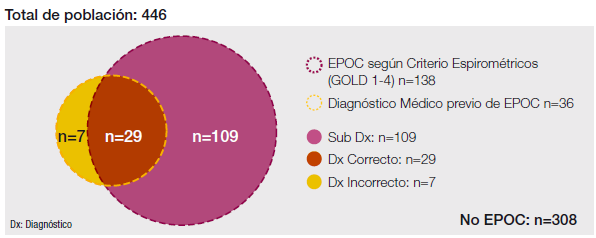 Total de población: 446
n=7
n=29
n=109
EPOC según Criterio Espirométricos
(GOLD 1-4) n=138
Diagnóstico Médico previo de EPOC n=36
Sub Dx: n=109
Dx Correcto: n=29
Dx Incorrecto: n=7
Dx: Diagnóstico
No EPOC: n=308